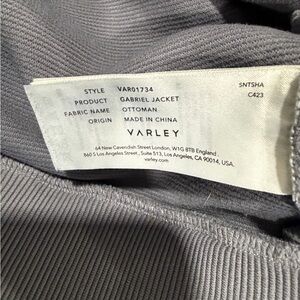 STYLE VAR01734
PRODUCT GABRIEL JACKET
FABRIC NAME OTTOMAN
ORIGIN MADE IN CHINA
SNTSHA
C423
VARLEY
64 New Cavendish Street London, W1G 8TB England.
860 S Los Angeles Street, Suite 513, Los Angeles, CA 90014, USA.
varley.com